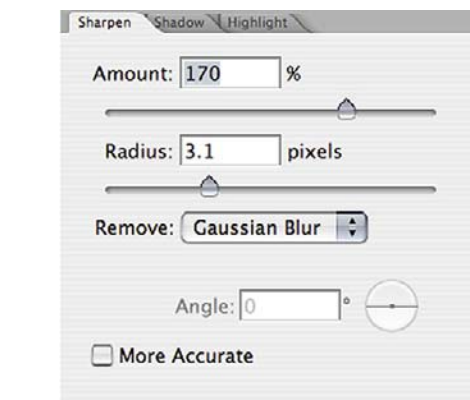 Sharpen Shadow Highlight
Amount: 170 %
Radius: 3.1 pixels
Remove: Gaussian Blur
Angle: 0 °
More Accurate